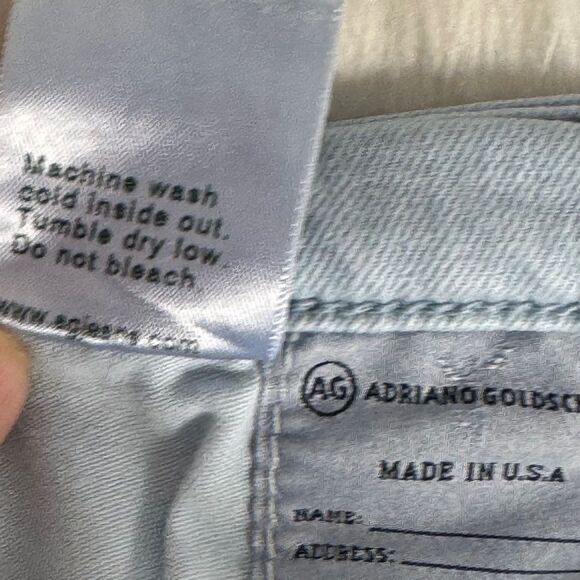 Machine wash
cold inside out.
Tumble dry low.
Do not bleach
www.agjeans.com
AG ADRIANO GOLDSC
MADE IN U.S.A
NAME:
ADDRESS: